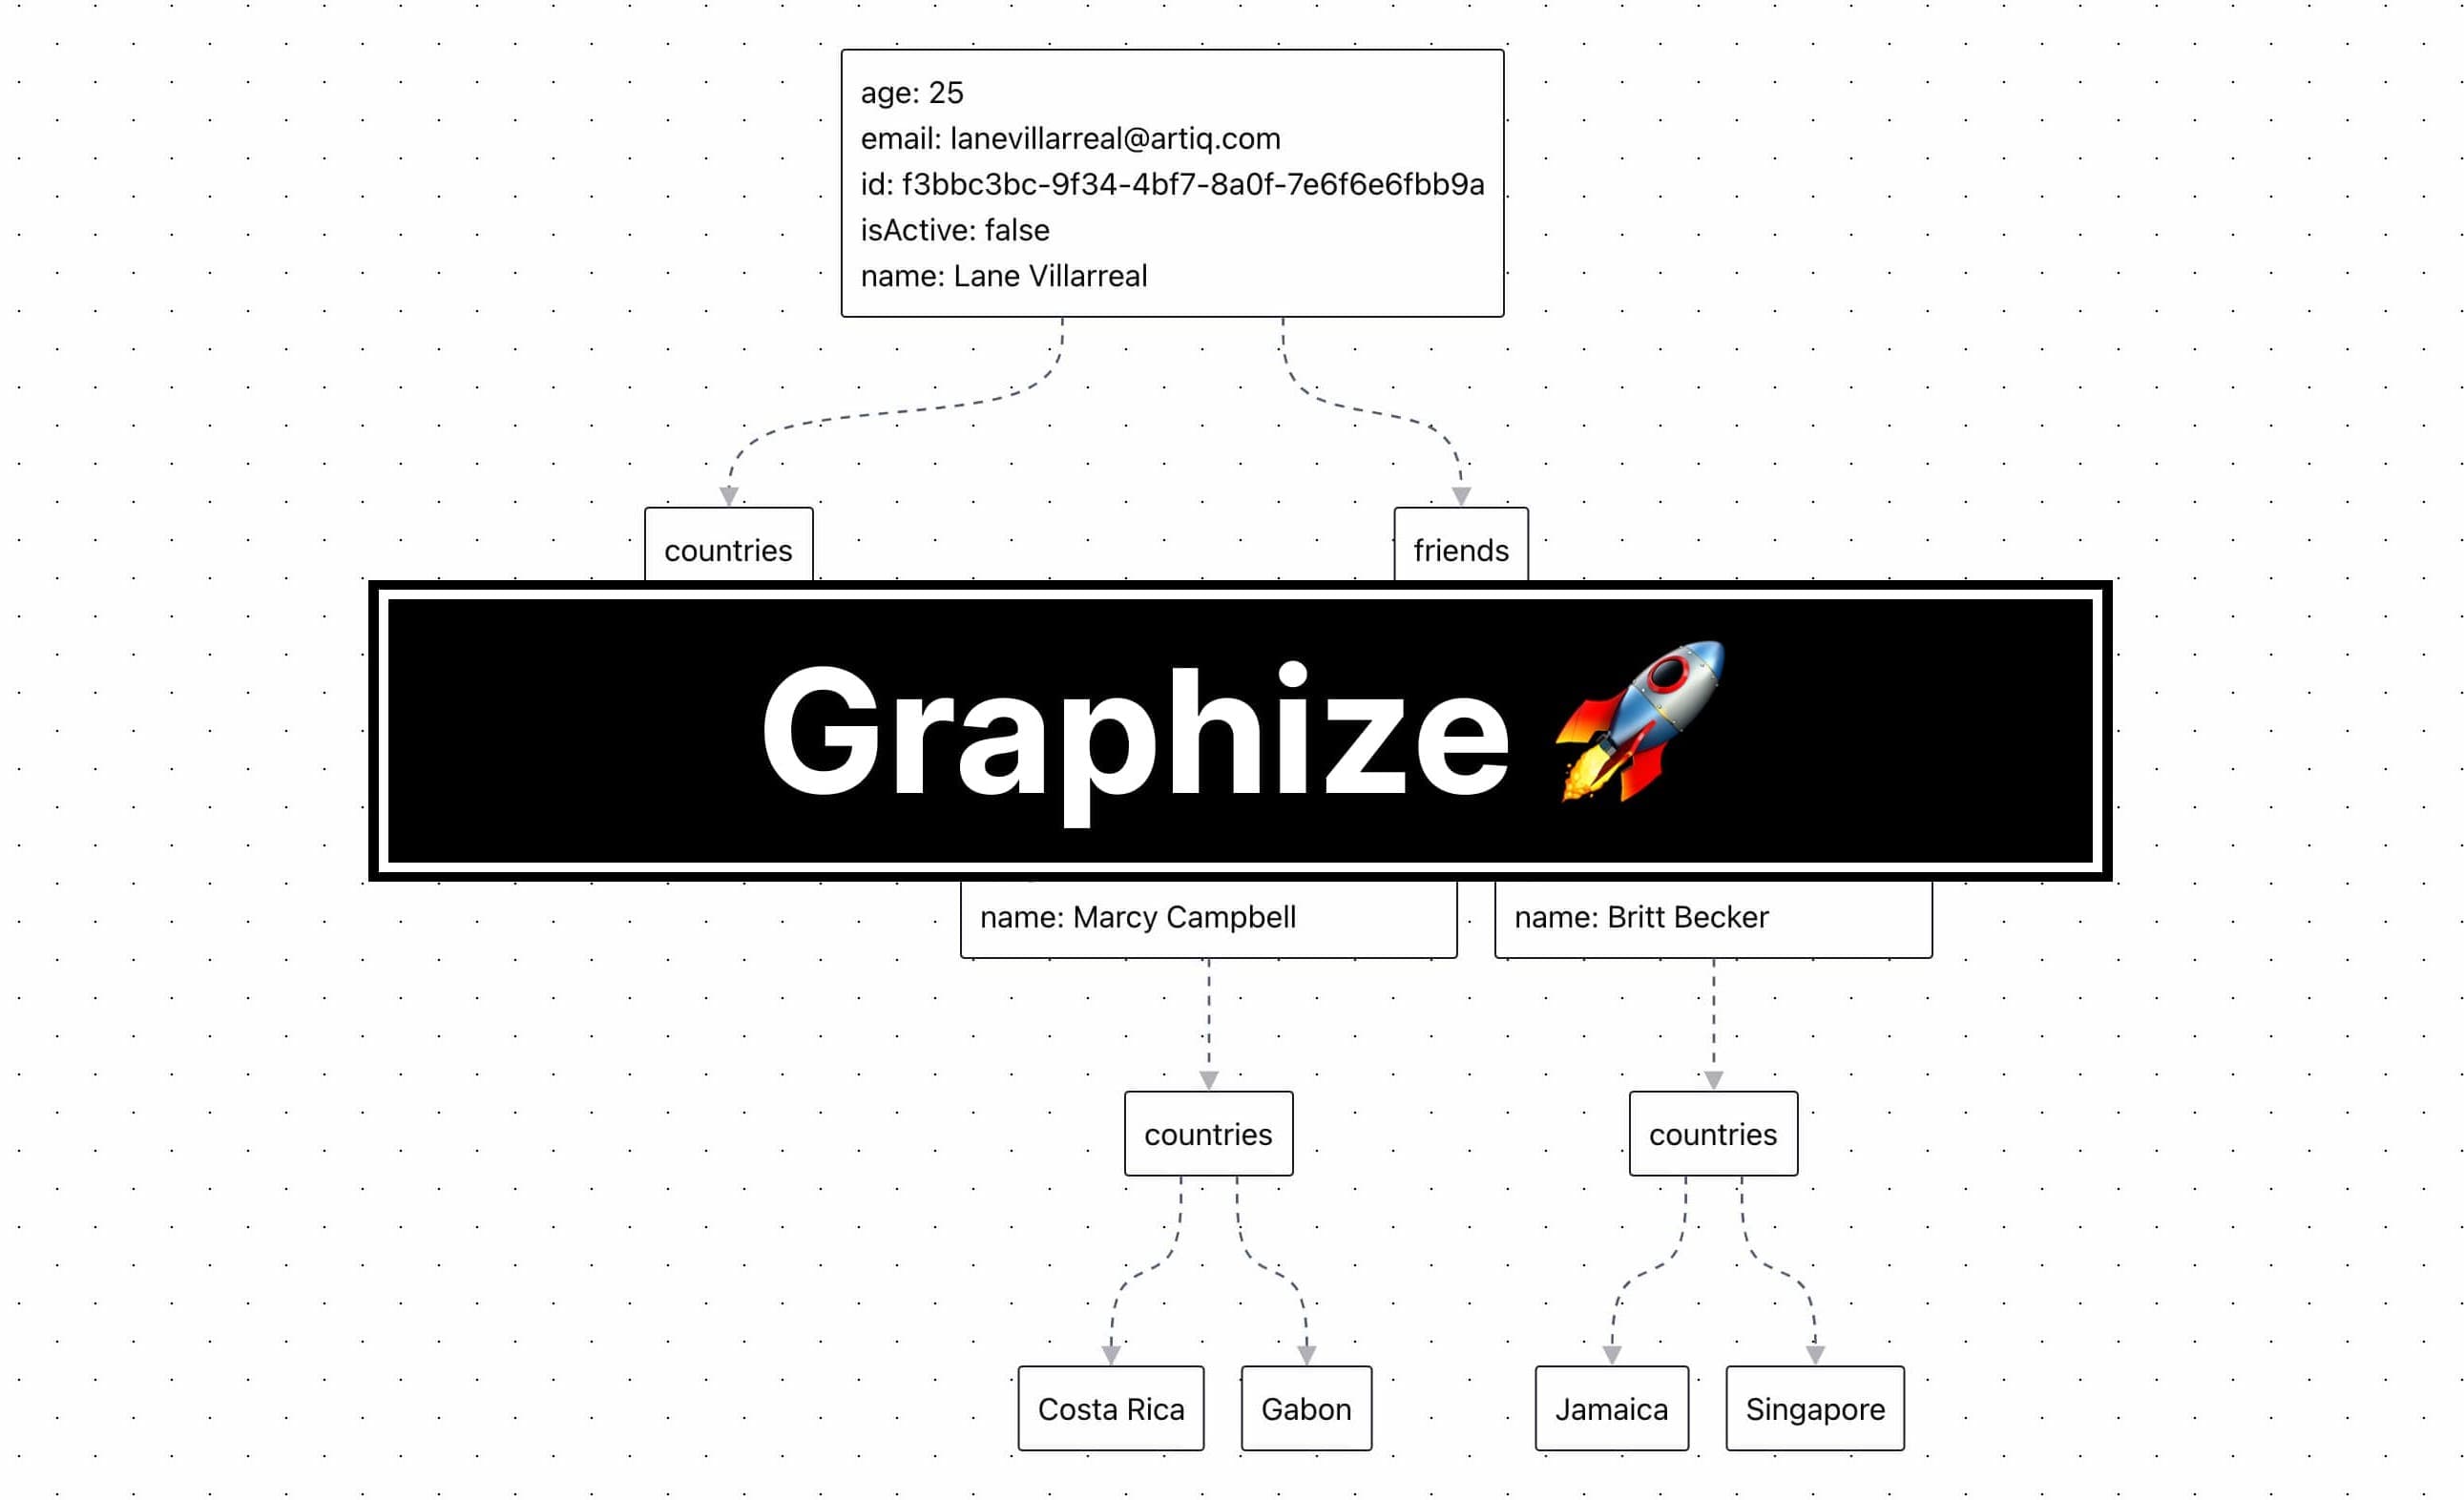 age: 25
email: lanevillarreal@artiq.com
id: f3bbc3bc-9f34-4bf7-8a0f-7e6f6e6fbb9a
isActive: false
name: Lane Villarreal
countries
friends
Graphize 🚀
name: Marcy Campbell
name: Britt Becker
countries
countries
Costa Rica
Gabon
Jamaica
Singapore